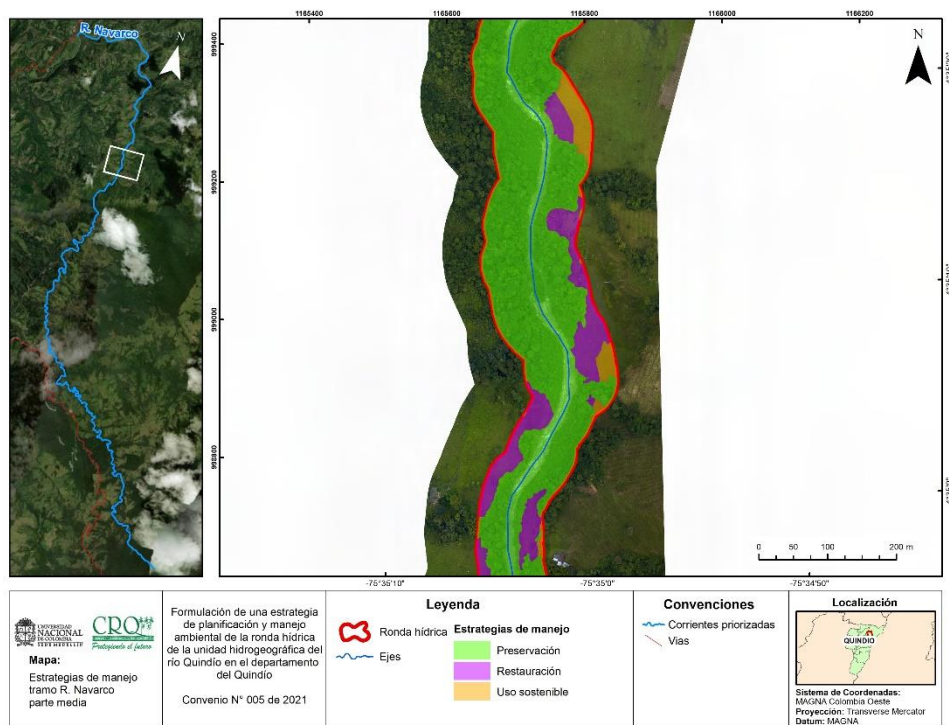 R. Navarco
N
1165400
1165600
1165800
1166000
1166200
999400
999200
999000
998800
N
0 50 100 200 m
-75°35'10"
-75°35'0"
-75°34'50"
UNIVERSIDAD
NACIONAL
DE COLOMBIA
SEDE MEDELLÍN
CRQ
Protegiendo el futuro
Mapa:
Estrategias de manejo
tramo R. Navarco
parte media
Formulación de una estrategia
de planificación y manejo
ambiental de la ronda hídrica
de la unidad hidrogeográfica del
río Quindío en el departamento
del Quindío
Convenio N° 005 de 2021
Leyenda
Ronda hídrica
Ejes
Estrategias de manejo
Preservación
Restauración
Uso sostenible
Convenciones
Corrientes priorizadas
Vias
Localización
QUINDIO
Sistema de Coordenadas:
MAGNA Colombia Oeste
Proyección: Transverse Mercator
Datum: MAGNA